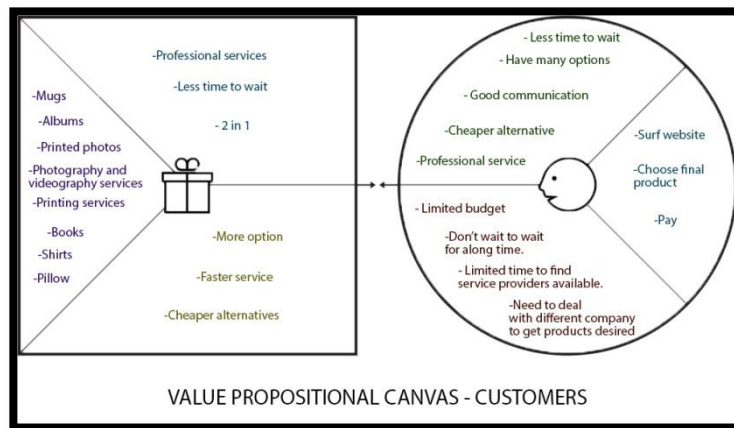 -Professional services
-Less time to wait
- 2 in 1
-Mugs
-Albums
-Printed photos
-Photography and
videography services
-Printing services
-Books
-Shirts
-Pillow
-More option
-Faster service
-Cheaper alternatives
- Less time to wait
- Have many options
- Good communication
-Cheaper alternative
-Professional service
-Surf website
-Choose final
product
-Pay
- Limited budget
-Don't wait to wait
for along time.
- Limited time to find
service providers available.
-Need to deal
with different company
to get products desired
VALUE PROPOSITIONAL CANVAS - CUSTOMERS